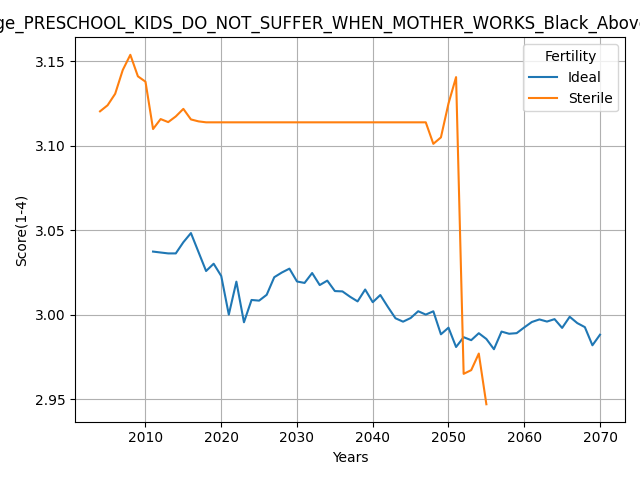 ge_PRESCHOOL_KIDS_DO_NOT_SUFFER_WHEN_MOTHER_WORKS_Black_Above
Fertility
Ideal
Sterile
Score(1-4)
3.15
3.10
3.05
3.00
2.95
2010 2020 2030 2040 2050 2060 2070
Years